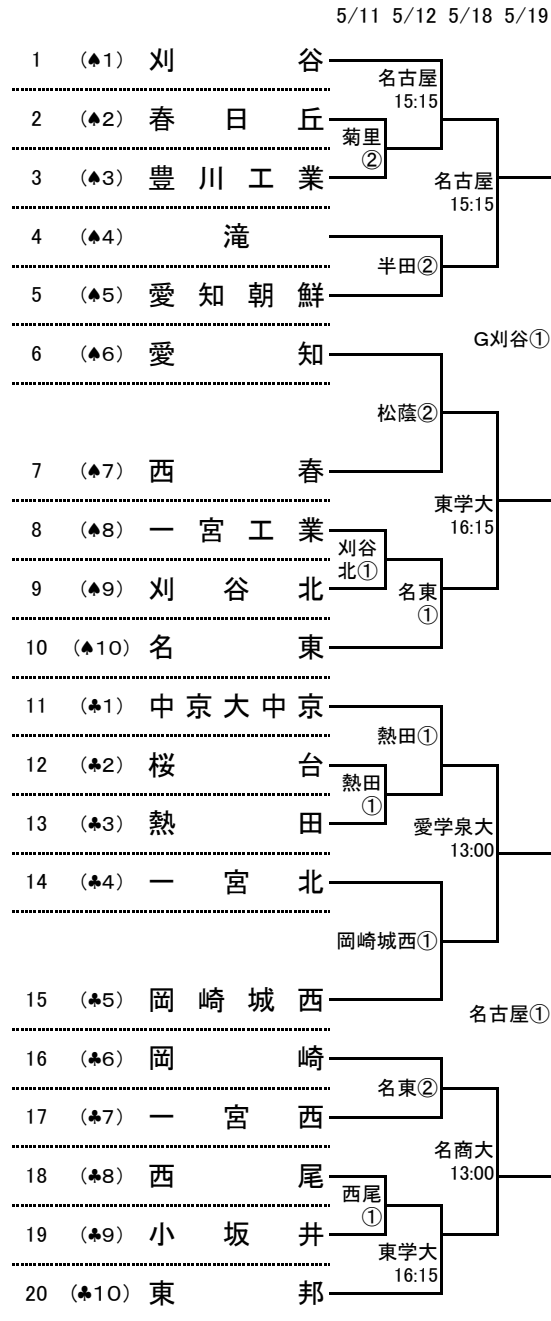 5/11 5/12 5/18 5/19
1 (♠1) 刈谷
2 (♠2) 春日丘
3 (♠3) 豊川工業
4 (♠4) 滝
5 (♠5) 愛知朝鮮
6 (♠6) 愛知
7 (♠7) 西春
8 (♠8) 一宮工業
9 (♠9) 刈谷北
10 (♠10) 名東
11 (♣1) 中京大中京
12 (♣2) 桜台
13 (♣3) 熱田
14 (♣4) 一宮北
15 (♣5) 岡崎城西
16 (♣6) 岡崎
17 (♣7) 一宮西
18 (♣8) 西尾
19 (♣9) 小坂井
20 (♣10) 東邦
菊里
②
刈谷
北①
熱田
①
西尾
①
名古屋
15:15
半田②
松蔭②
名東
①
熱田①
岡崎城西①
名東②
東学大
16:15
名古屋
15:15
東学大
16:15
愛学泉大
13:00
名商大
13:00
G刈谷①
名古屋①